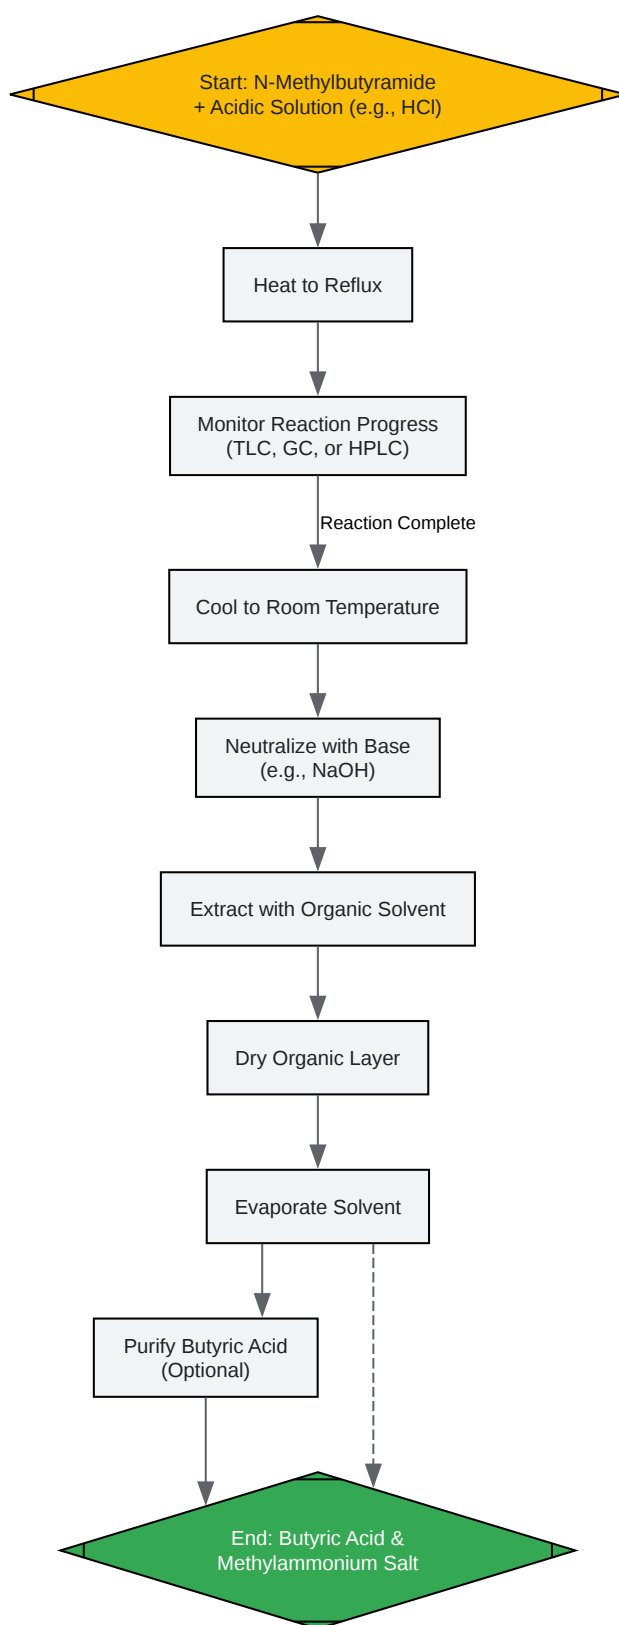 Start: N-Methylbutyramide
+ Acidic Solution (e.g., HCl)
Heat to Reflux
Monitor Reaction Progress
(TLC, GC, or HPLC)
Reaction Complete
Cool to Room Temperature
Neutralize with Base
(e.g., NaOH)
Extract with Organic Solvent
Dry Organic Layer
Evaporate Solvent
Purify Butyric Acid
(Optional)
End: Butyric Acid &
Methylammonium Salt